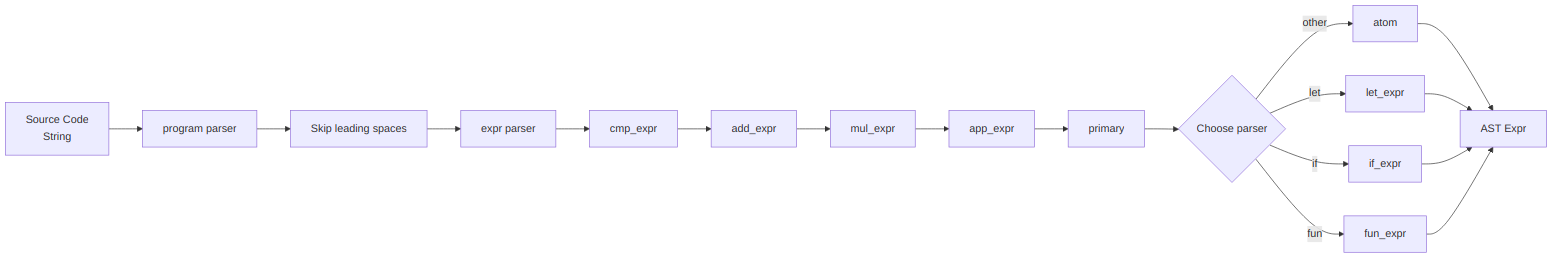 Source Code
String
program parser
Skip leading spaces
expr parser
cmp_expr
add_expr
mul_expr
app_expr
primary
Choose parser
other
let
if
fun
atom
let_expr
if_expr
fun_expr
AST Expr